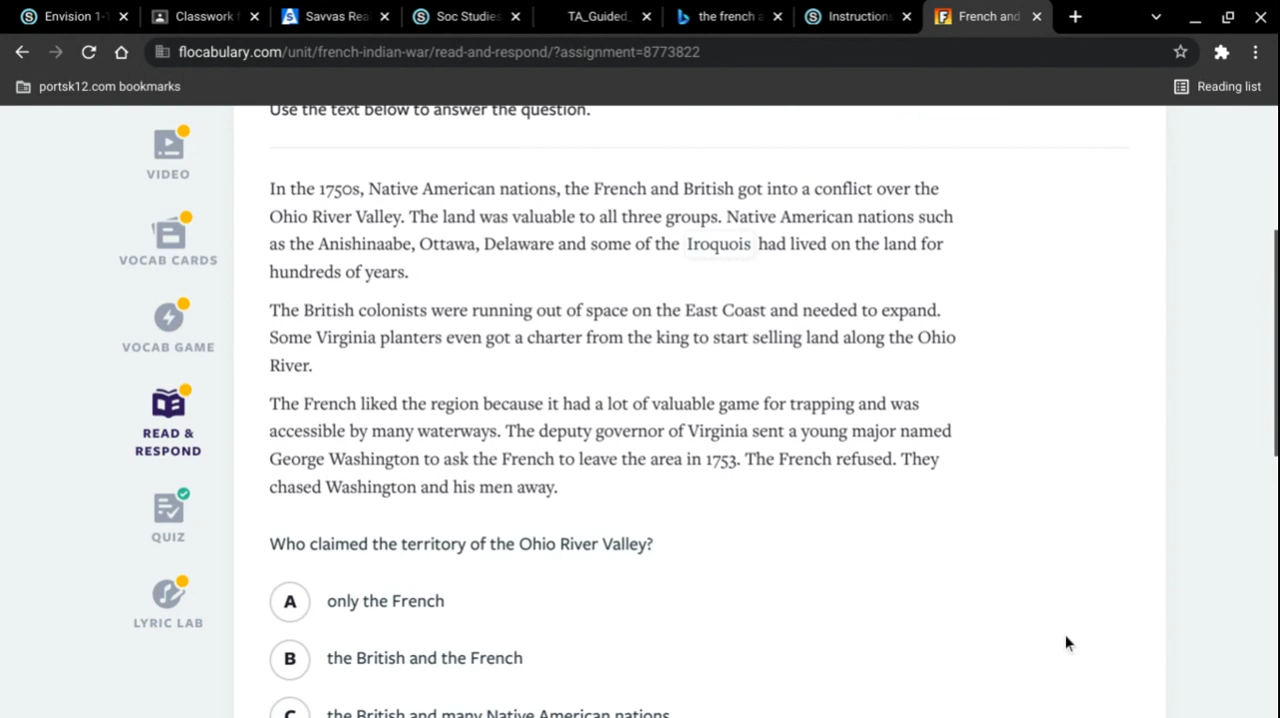 Envision 1-1
Classwork f
Savvas Rea
Soc Studies
TA_Guided_
the french a
Instructions
French and
flocabulary.com/unit/french-indian-war/read-and-respond/?assignment=8773822
portsk12.com bookmarks
Reading list
Use the text below to answer the question.
VIDEO
VOCAB CARDS
VOCAB GAME
READ &
RESPOND
QUIZ
LYRIC LAB
In the 1750s, Native American nations, the French and British got into a conflict over the
Ohio River Valley. The land was valuable to all three groups. Native American nations such
as the Anishinaabe, Ottawa, Delaware and some of the Iroquois had lived on the land for
hundreds of years.
The British colonists were running out of space on the East Coast and needed to expand.
Some Virginia planters even got a charter from the king to start selling land along the Ohio
River.
The French liked the region because it had a lot of valuable game for trapping and was
accessible by many waterways. The deputy governor of Virginia sent a young major named
George Washington to ask the French to leave the area in 1753. The French refused. They
chased Washington and his men away.
Who claimed the territory of the Ohio River Valley?
A only the French
B the British and the French
C the British and many Native American nations